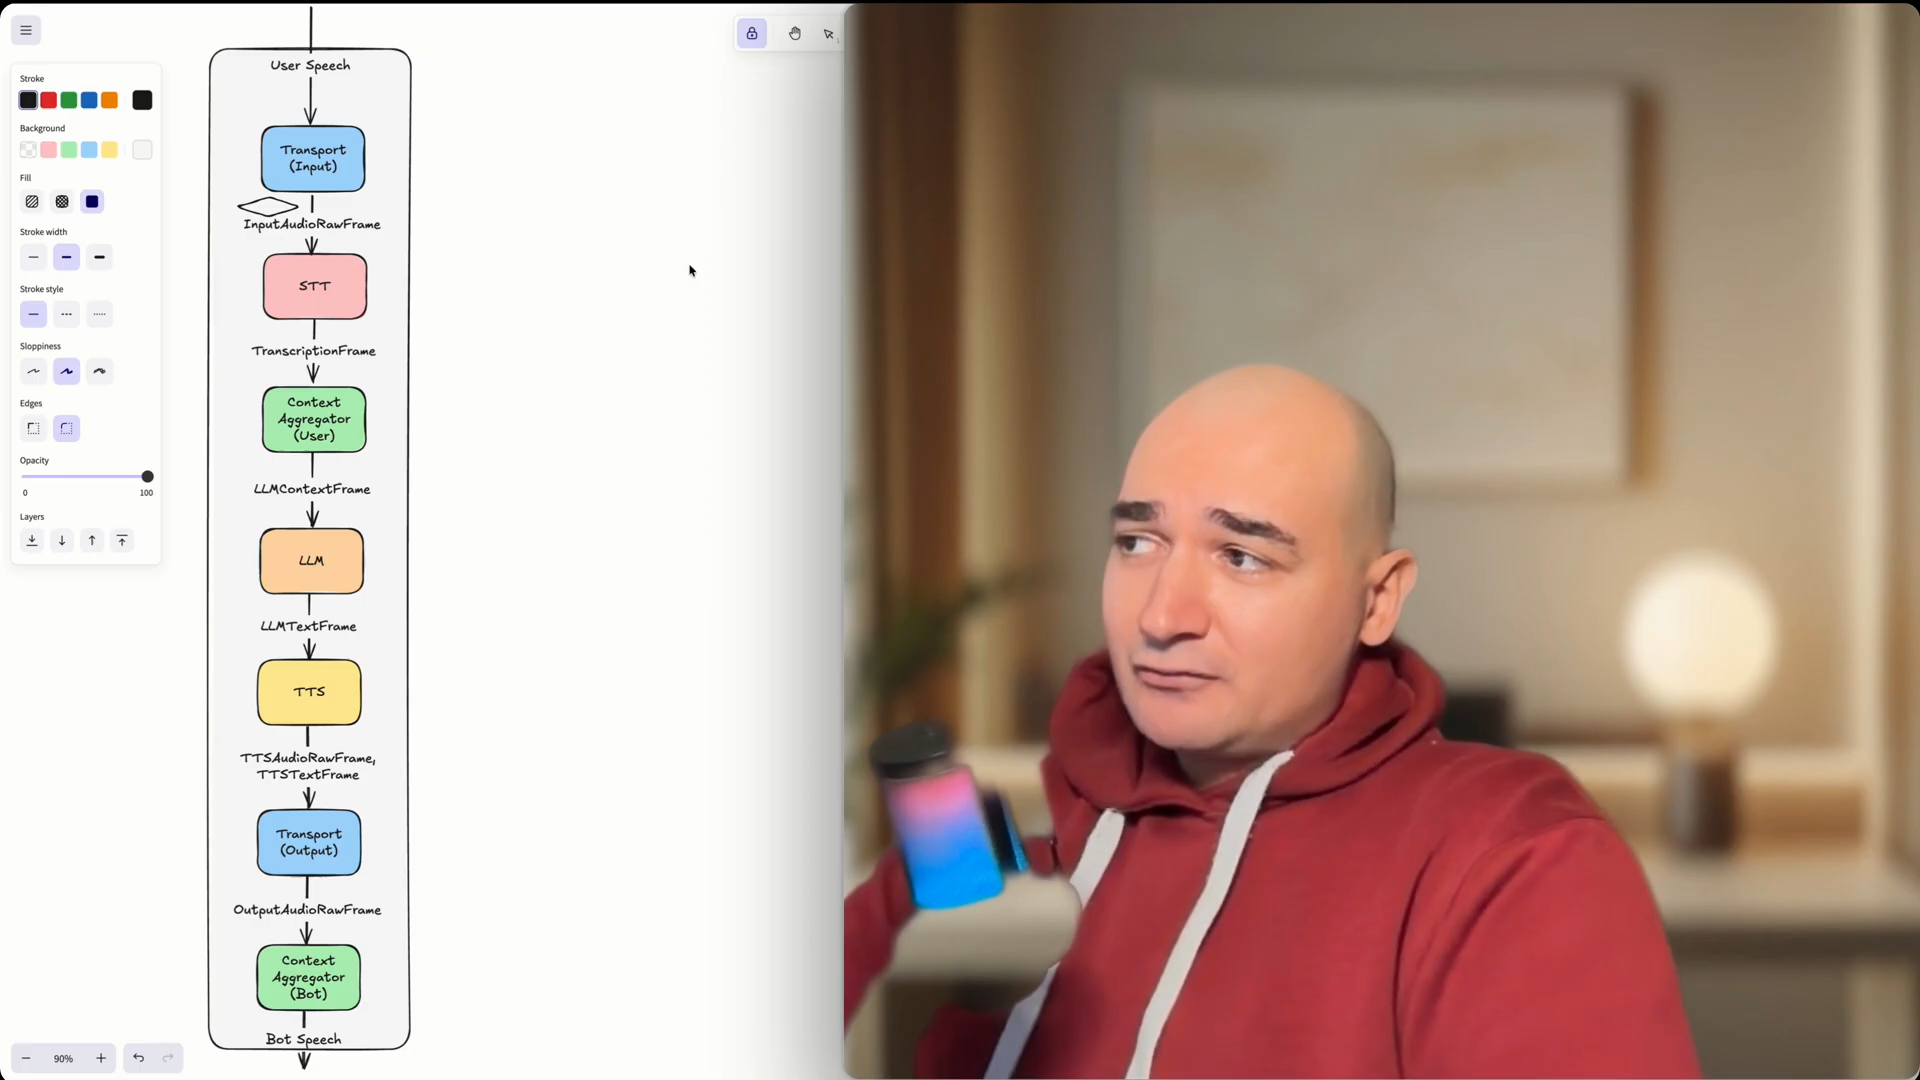 Stroke
Background
Fill
Stroke width
Stroke style
Sloppiness
Edges
Opacity
0 100
Layers
90%
User Speech
Transport
(Input)
InputAudioRawFrame
STT
TranscriptionFrame
Context
Aggregator
(User)
LLMContextFrame
LLM
LLMTextFrame
TTS
TTSAudioRawFrame,
TTSTextFrame
Transport
(Output)
OutputAudioRawFrame
Context
Aggregator
(Bot)
Bot Speech